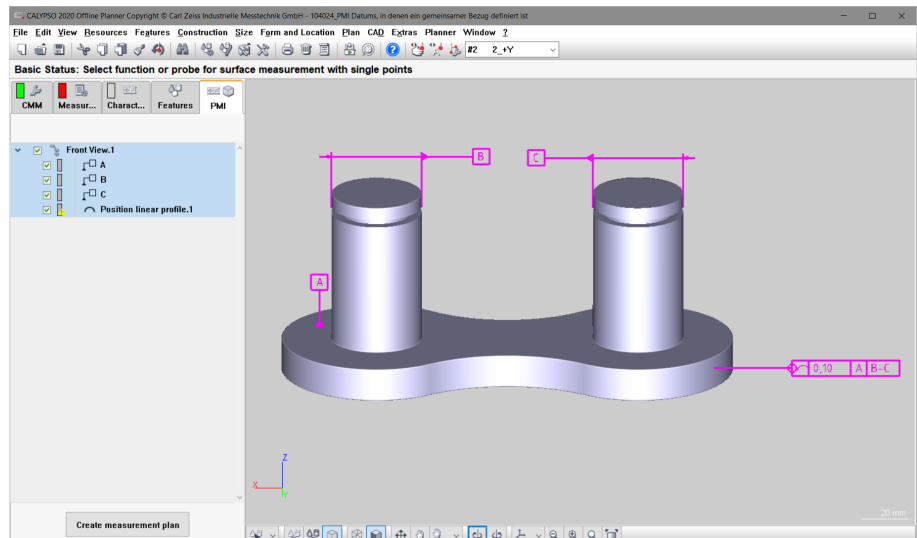 CALYPSO 2020 Offline Planner Copyright © Carl Zeiss Industrielle Messtechnik GmbH - 104024_PMI Datums, in denen ein gemeinsamer Bezug definiert ist
File Edit View Resources Features Construction Size Form and Location Plan CAD Extras Planner Window ?
#2 2_+Y
Basic Status: Select function or probe for surface measurement with single points
CMM Measur... Charact... Features PMI
Front View.1
A
B
C
Position linear profile.1
B C
A
0,10 A B-C
Z
X
Y
20 mm
Create measurement plan